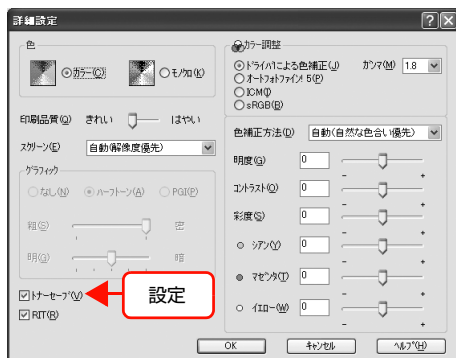 詳細設定
色
カラー(C)
モノクロ(K)
印刷品質(Q) きれい はやい
スクリーン(E) 自動(解像度優先)
グラフィック
なし(N) ハーフトーン(A) PGI(P)
粗(S) 密
明(G) 暗
トナーセーブ(V)
設定
RIT(R)
カラー調整
ドライバによる色補正(J)
ガンマ(M) 1.8
オートフォトファイン! 5(P)
ICM(I)
sRGB(B)
色補正方法(D) 自動(自然な色合い優先)
明度(G) 0
- +
コントラスト(O) 0
- +
彩度(S) 0
- +
シアン(Y) 0
- +
マゼンタ(T) 0
- +
イエロー(W) 0
- +
OK キャンセル ヘルプ(H)